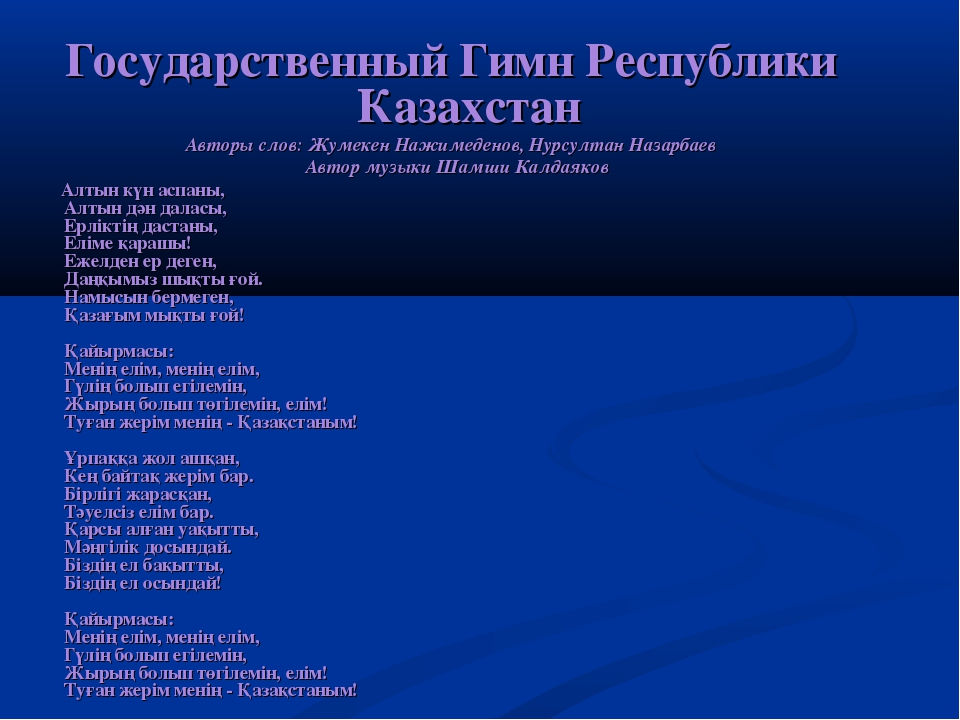 Государственный Гимн Республики
Казахстан
Авторы слов: Жумекен Нажимеденов, Нурсултан Назарбаев
Автор музыки Шамши Калдаяков
Алтын күн аспаны,
Алтын дән даласы,
Ерліктің дастаны,
Еліме қарашы!
Ежелден ер деген,
Даңқымыз шықты ғой.
Намысын бермеген,
Қазағым мықты ғой!
Қайырмасы:
Менің елім, менің елім,
Гүлің болып егілемін,
Жырың болып төгілемін, елім!
Туған жерім менің - Қазақстаным!
Ұрпаққа жол ашқан,
Кең байтақ жерім бар.
Бірлігі жарасқан,
Тәуелсіз елім бар.
Қарсы алған уақытты,
Мәңгілік досындай.
Біздің ел бақытты,
Біздің ел осындай!
Қайырмасы:
Менің елім, менің елім,
Гүлің болып егілемін,
Жырың болып төгілемін, елім!
Туған жерім менің - Қазақстаным!